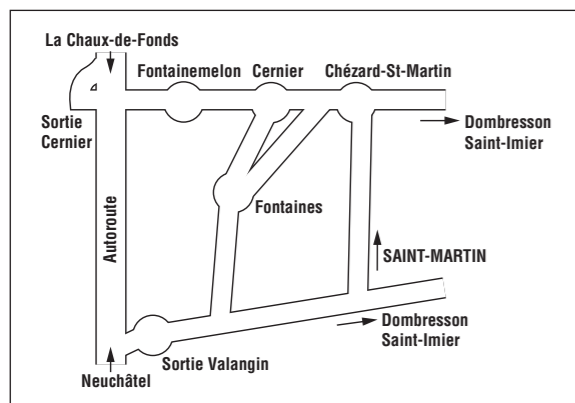 La Chaux-de-Fonds
Fontainemelon
Cernier
Chézard-St-Martin
Sortie
Cernier
Dombresson
Saint-Imier
Autoroute
Fontaines
SAINT-MARTIN
Dombresson
Saint-Imier
Sortie Valangin
Neuchâtel